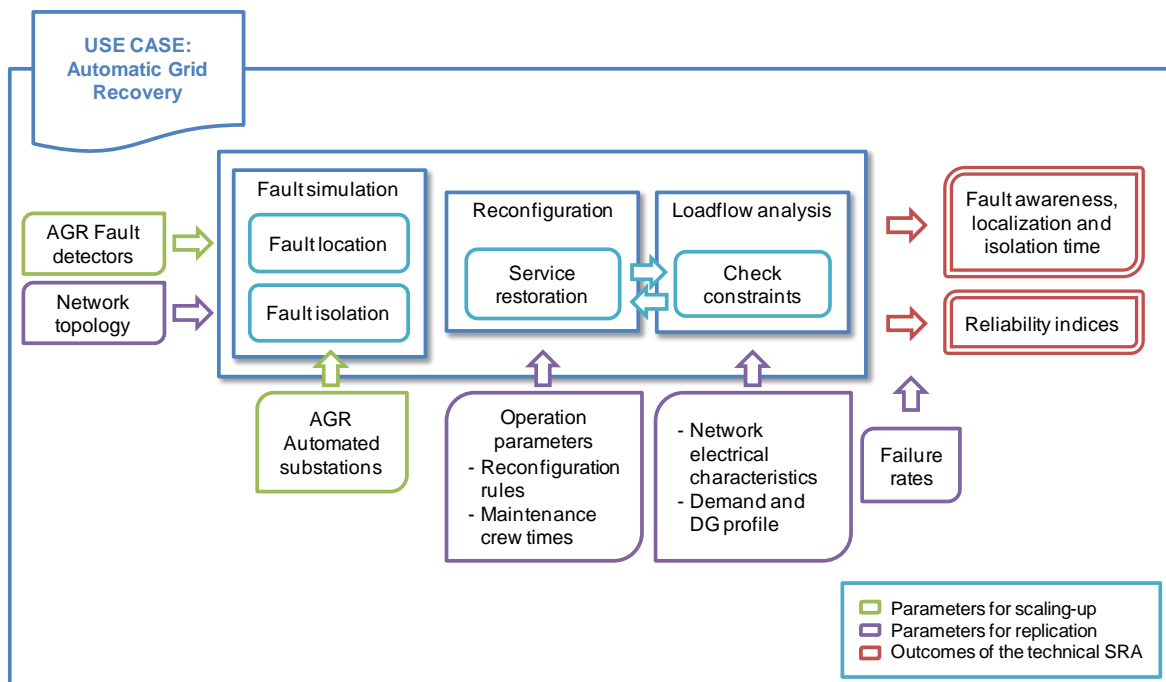 USE CASE:
Automatic Grid
Recovery
AGR Fault
detectors
Network
topology
Fault simulation
Fault location
Fault isolation
Reconfiguration
Service
restoration
Loadflow analysis
Check
constraints
Fault awareness,
localization and
isolation time
Reliability indices
AGR
Automated
substations
Operation
parameters
- Reconfiguration
rules
- Maintenance
crew times
- Network
electrical
characteristics
- Demand and
DG profile
Failure
rates
Parameters for scaling-up
Parameters for replication
Outcomes of the technical SRA